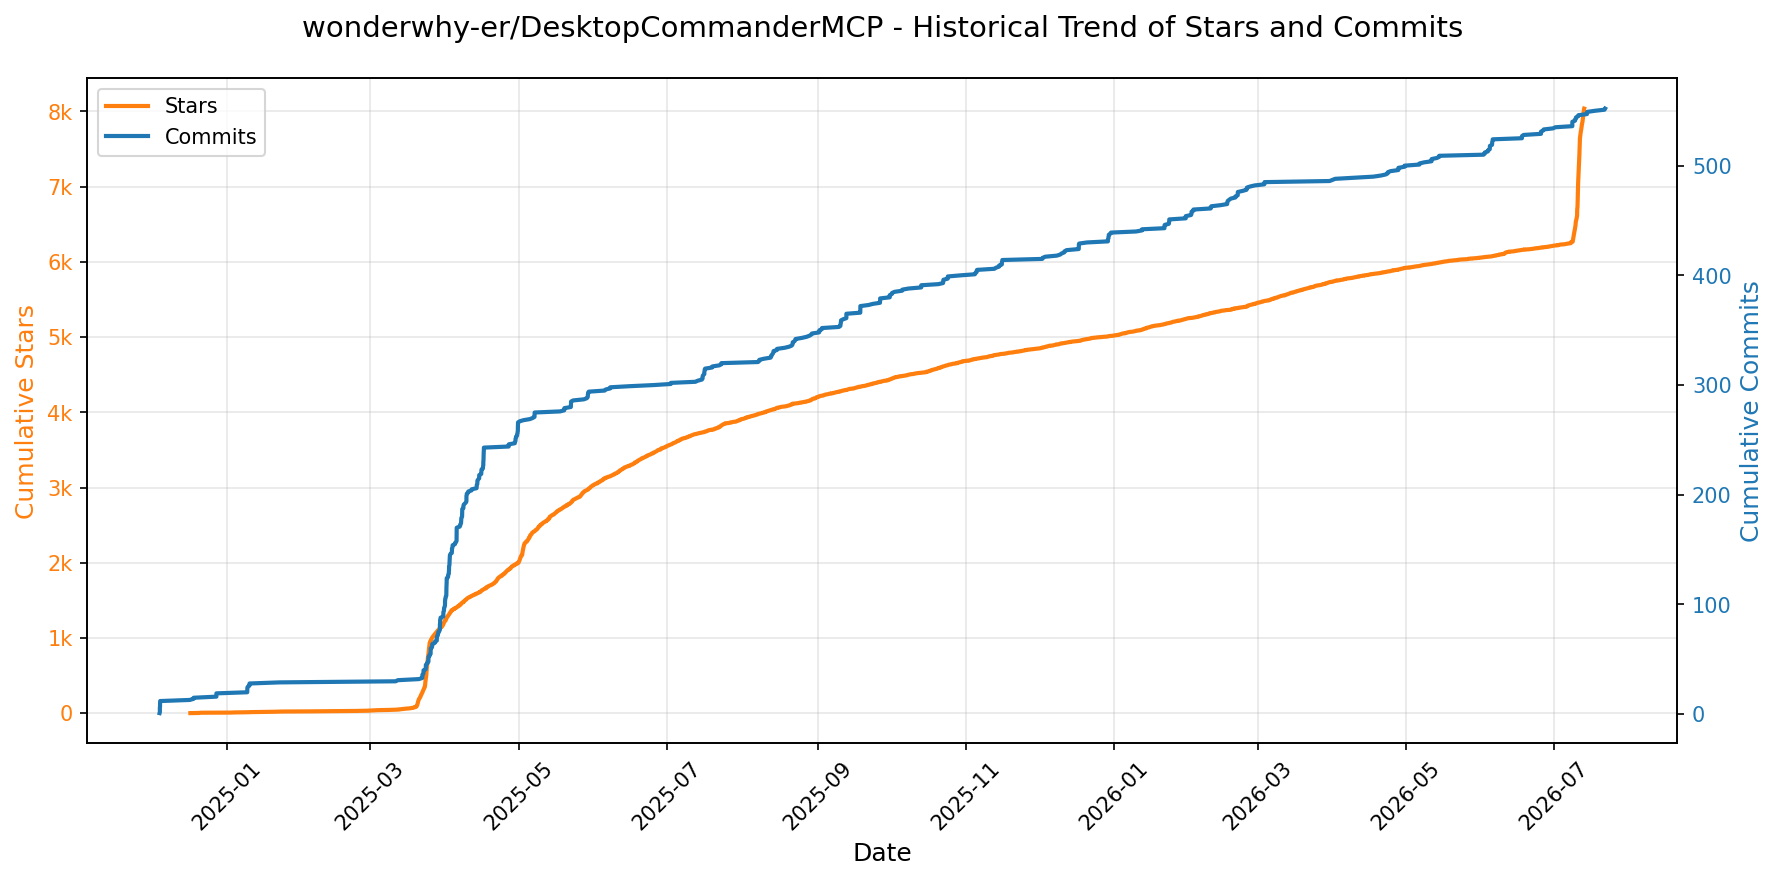 wonderwhy-er/DesktopCommanderMCP - Historical Trend of Stars and Commits
Stars
Commits
8k
7k
6k
5k
4k
3k
2k
1k
0
Cumulative Stars
500
400
300
200
100
0
Cumulative Commits
2025-01
2025-03
2025-05
2025-07
2025-09
2025-11
2026-01
2026-03
2026-05
2026-07
Date